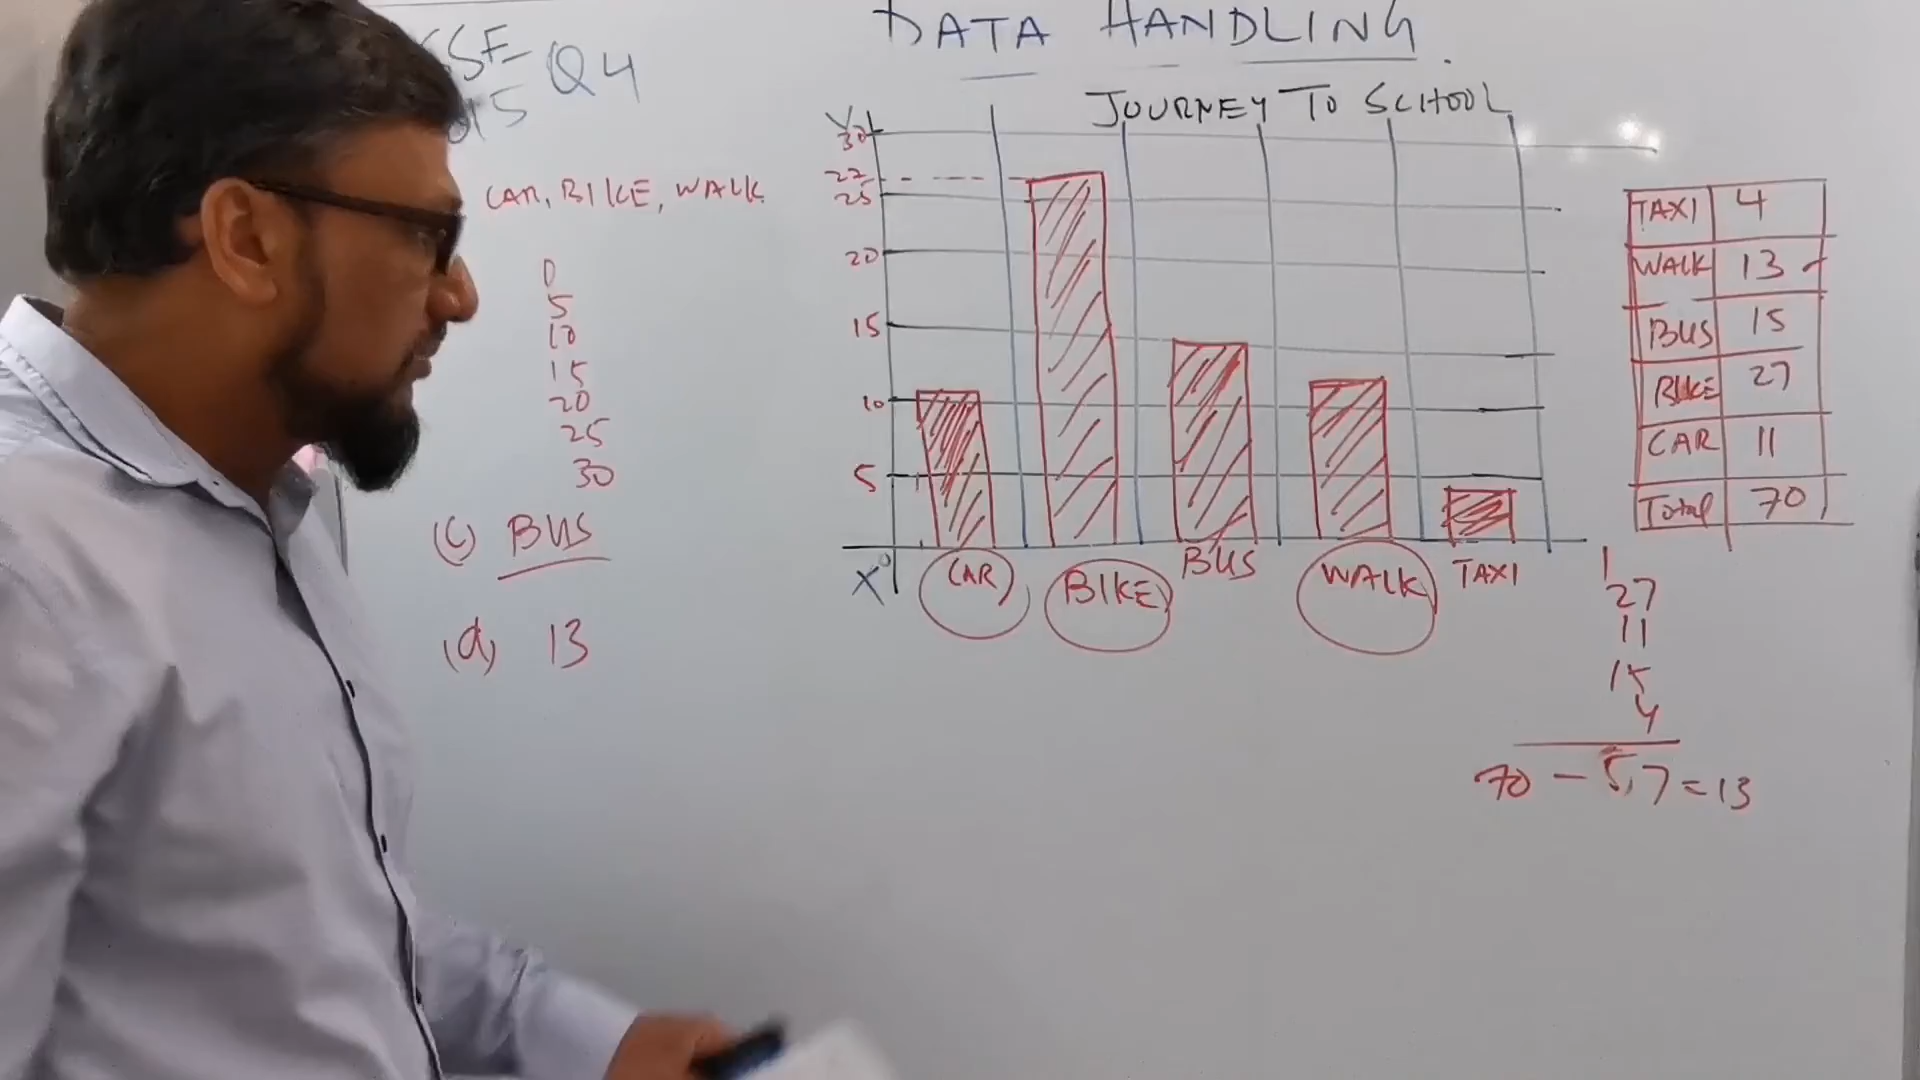 DATA HANDLING
Q4
JOURNEY TO SCHOOL
CAR, BIKE, WALK
0
5
10
15
20
25
30
(c) BUS
(d) 13
Y
30
27
25
20
15
10
5
0
X
CAR BIKE BUS WALK TAXI
TAXI 4
WALK 13
BUS 15
BIKE 27
CAR 11
Total 70
1
27
11
15
4
70 - 57 = 13